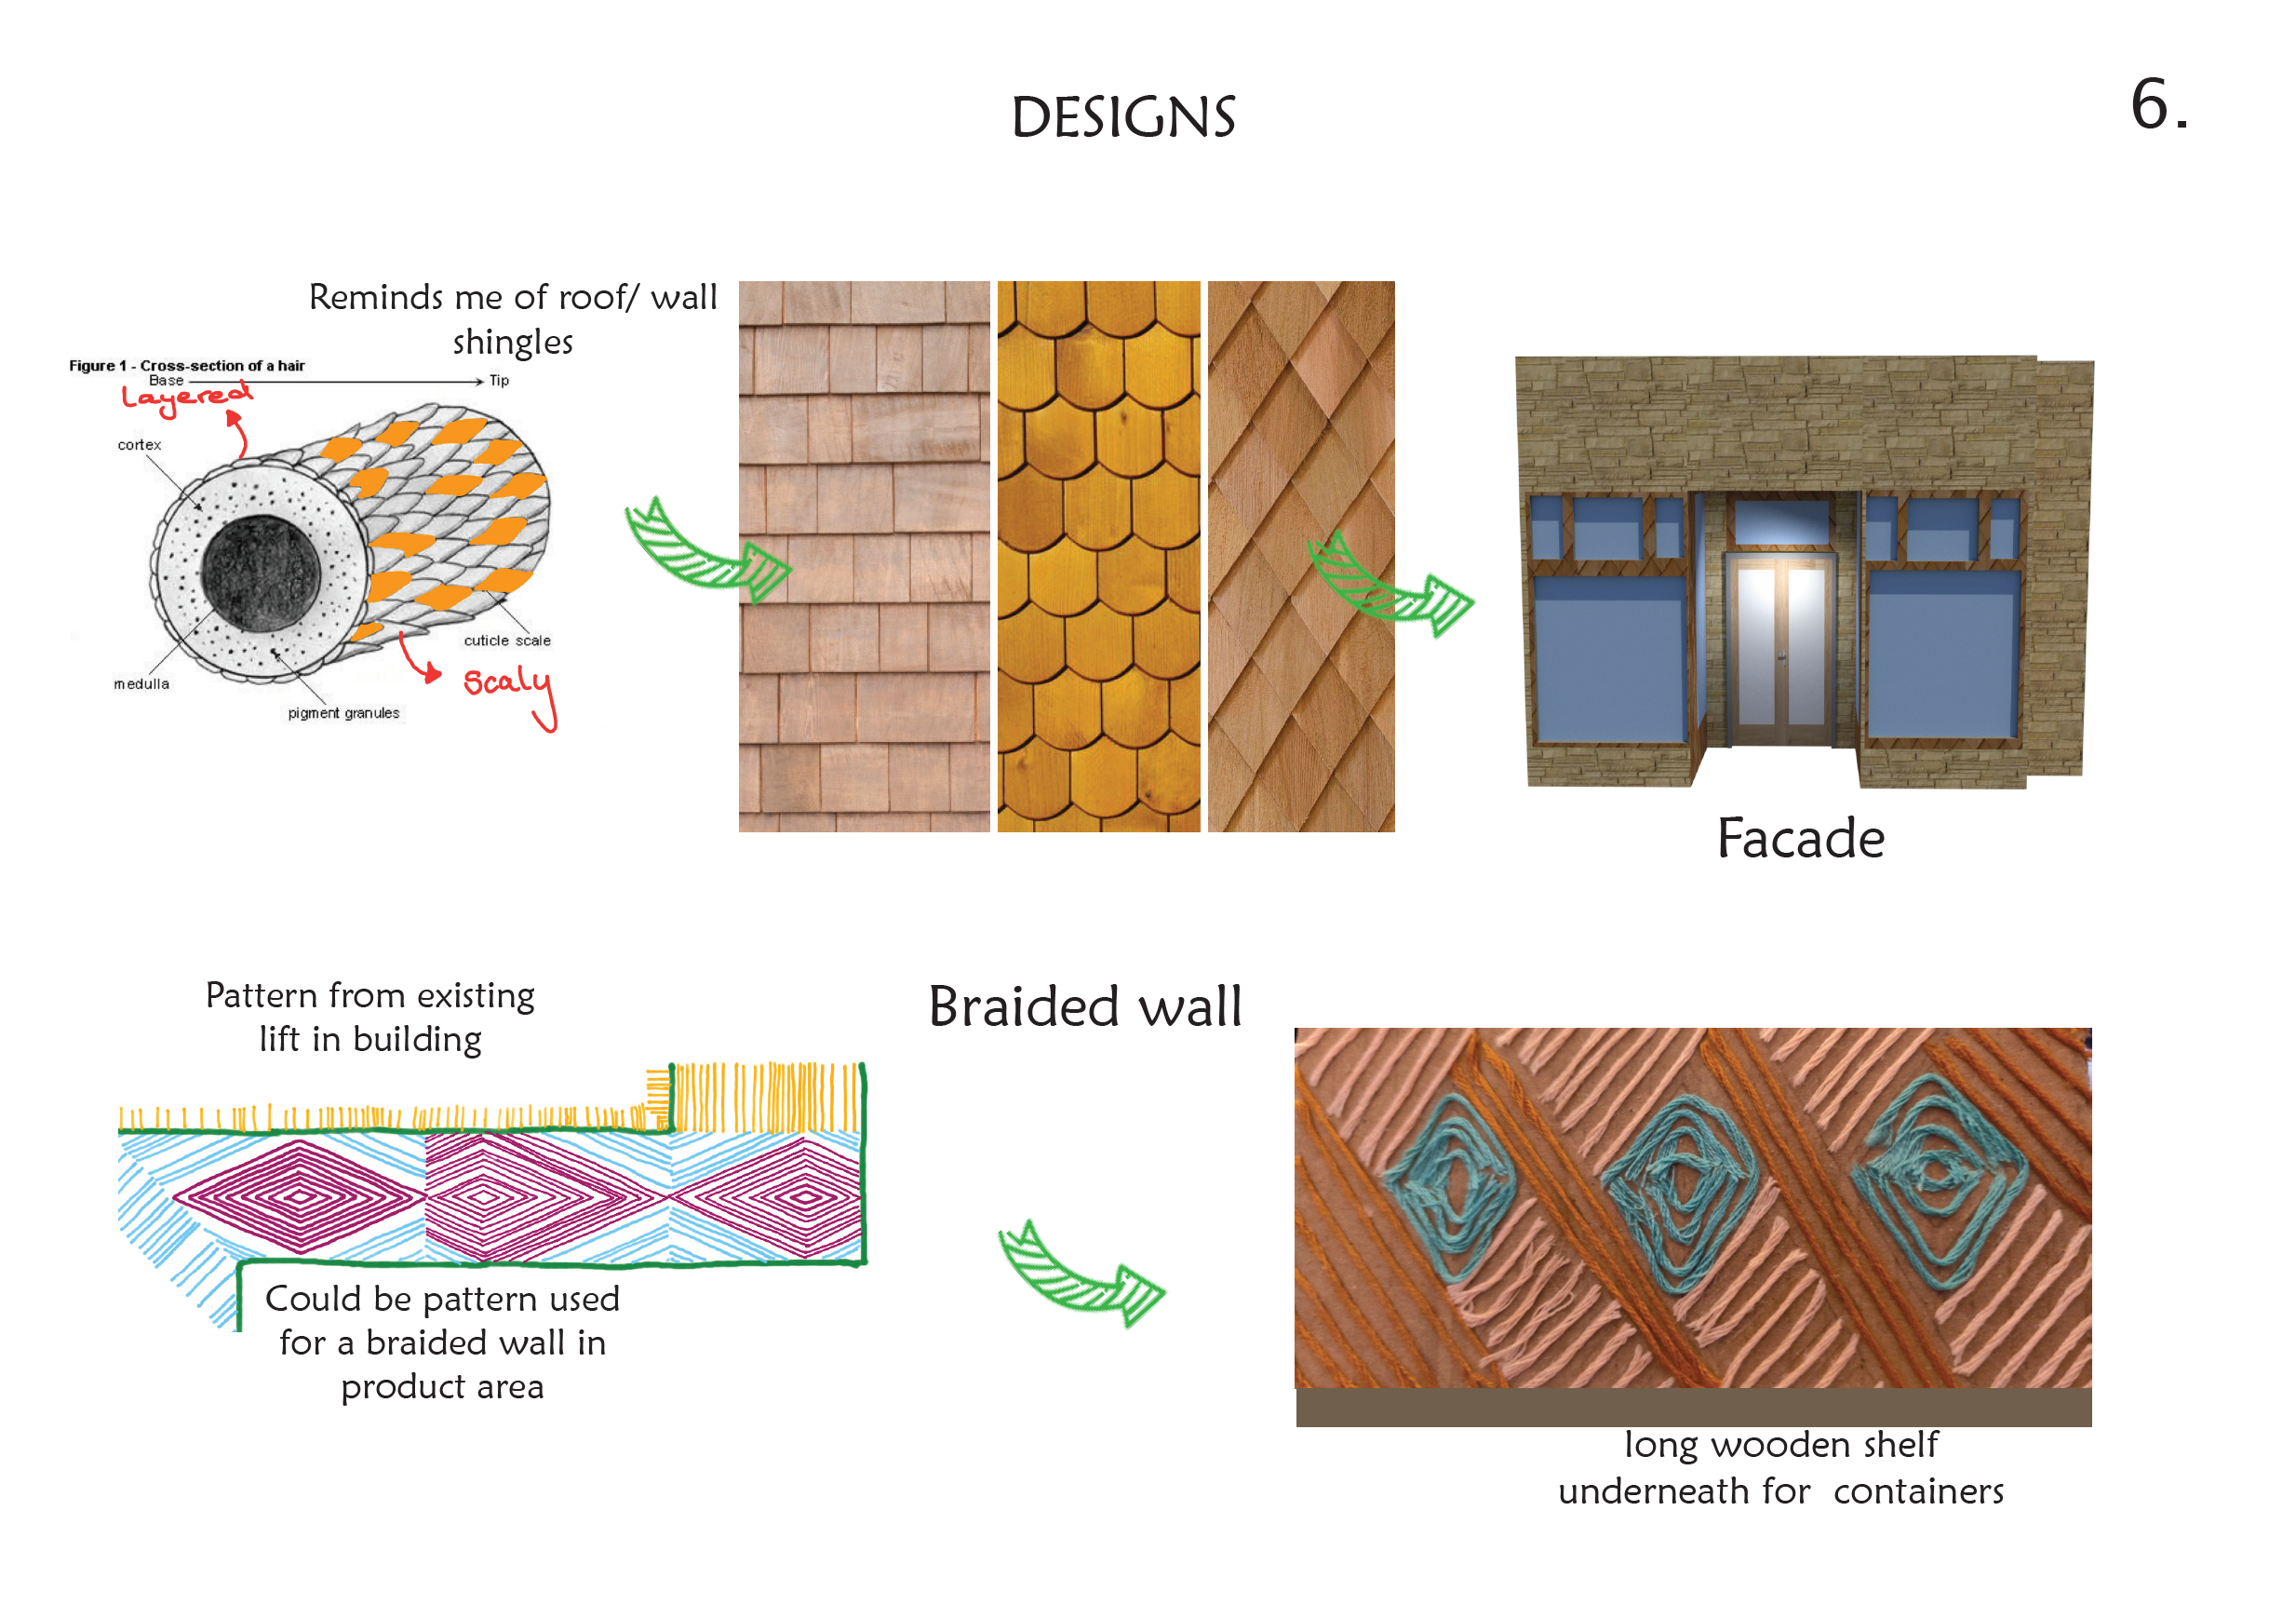 DESIGNS
6.
Reminds me of roof/ wall
shingles
Figure 1 - Cross-section of a hair
Base
Tip
Layered
cortex
cuticle scale
Scaly
medulla
pigment granules
Facade
Pattern from existing
lift in building
Braided wall
Could be pattern used
for a braided wall in
product area
long wooden shelf
underneath for  containers